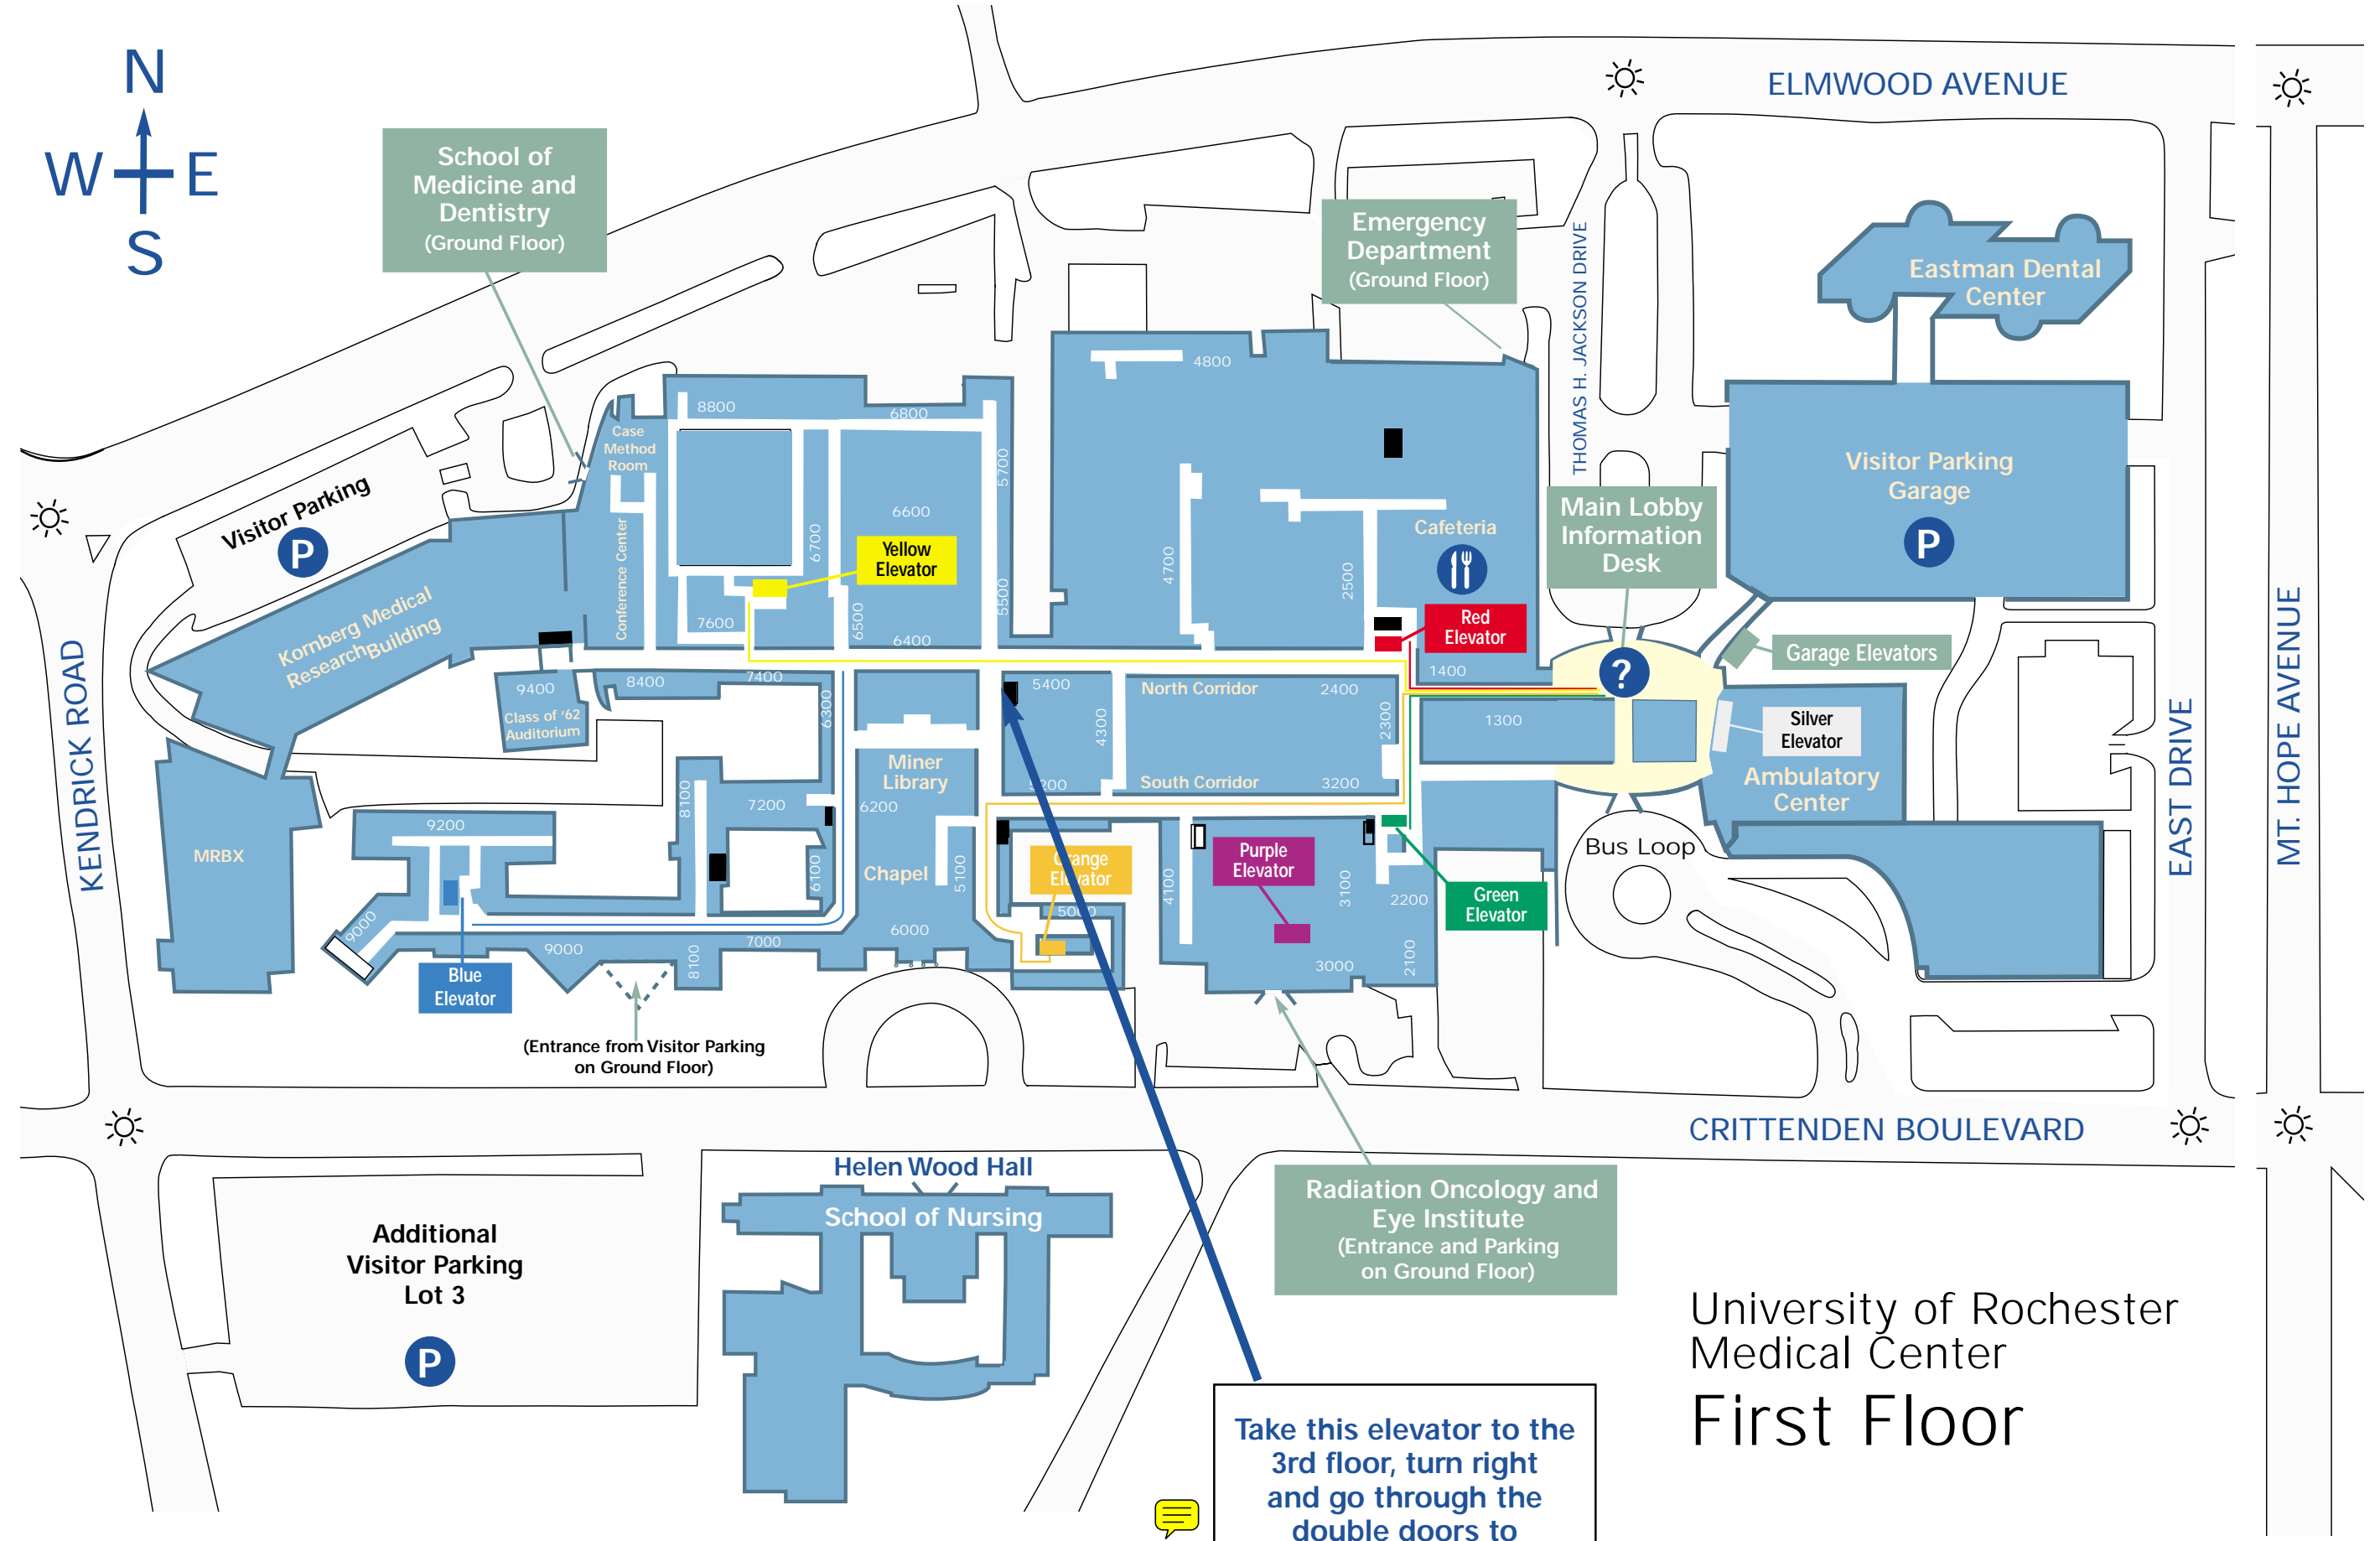 N
W E
S
ELMWOOD AVENUE
School of
Medicine and
Dentistry
(Ground Floor)
Emergency
Department
(Ground Floor)
THOMAS H. JACKSON DRIVE
Eastman Dental
Center
4800
8800
6800
Case
Method
Room
5700
Visitor Parking
Garage
P
Visitor Parking
P
6600
6700
Yellow
Elevator
Cafeteria
Main Lobby
Information
Desk
4700
2500
Conference Center
5500
7600
6500
6400
Red
Elevator
Kornberg Medical
Research Building
?
Garage Elevators
1400
KENDRICK ROAD
MT. HOPE AVENUE
EAST DRIVE
9400
8400
7400
5400
North Corridor
2400
Class of ‘62
Auditorium
6300
4300
2300
1300
Silver
Elevator
Miner
Library
5200
South Corridor
3200
Ambulatory
Center
8100
7200
6200
9200
MRBX
Bus Loop
Chapel
Orange
Elevator
Purple
Elevator
6100
5100
4100
3100
2200
Green
Elevator
9000
5000
6000
9000
7000
8100
3000
2100
Blue
Elevator
(Entrance from Visitor Parking
on Ground Floor)
CRITTENDEN BOULEVARD
Helen Wood Hall
School of Nursing
Radiation Oncology and
Eye Institute
(Entrance and Parking
on Ground Floor)
Additional
Visitor Parking
Lot 3
P
University of Rochester
Medical Center
First Floor
Take this elevator to the
3rd floor, turn right
and go through the
double doors to